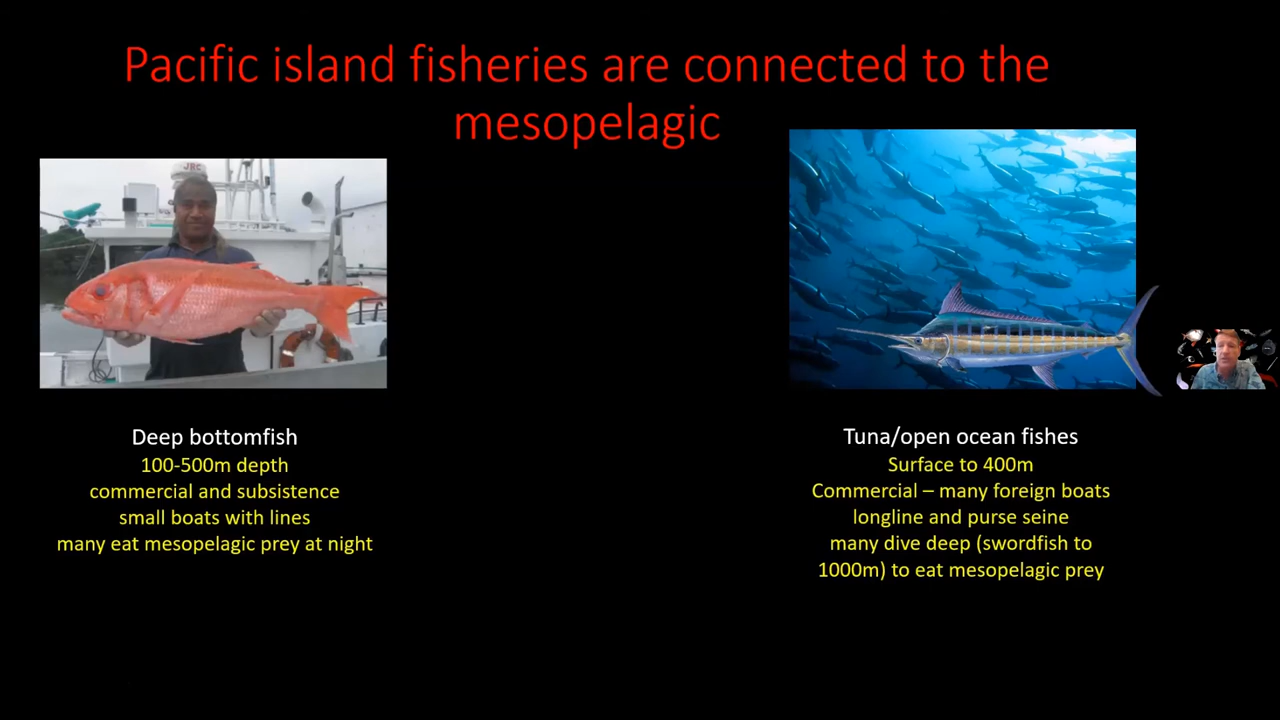 Pacific island fisheries are connected to the
mesopelagic
JRC
Deep bottomfish
100-500m depth
commercial and subsistence
small boats with lines
many eat mesopelagic prey at night
Tuna/open ocean fishes
Surface to 400m
Commercial – many foreign boats
longline and purse seine
many dive deep (swordfish to
1000m) to eat mesopelagic prey